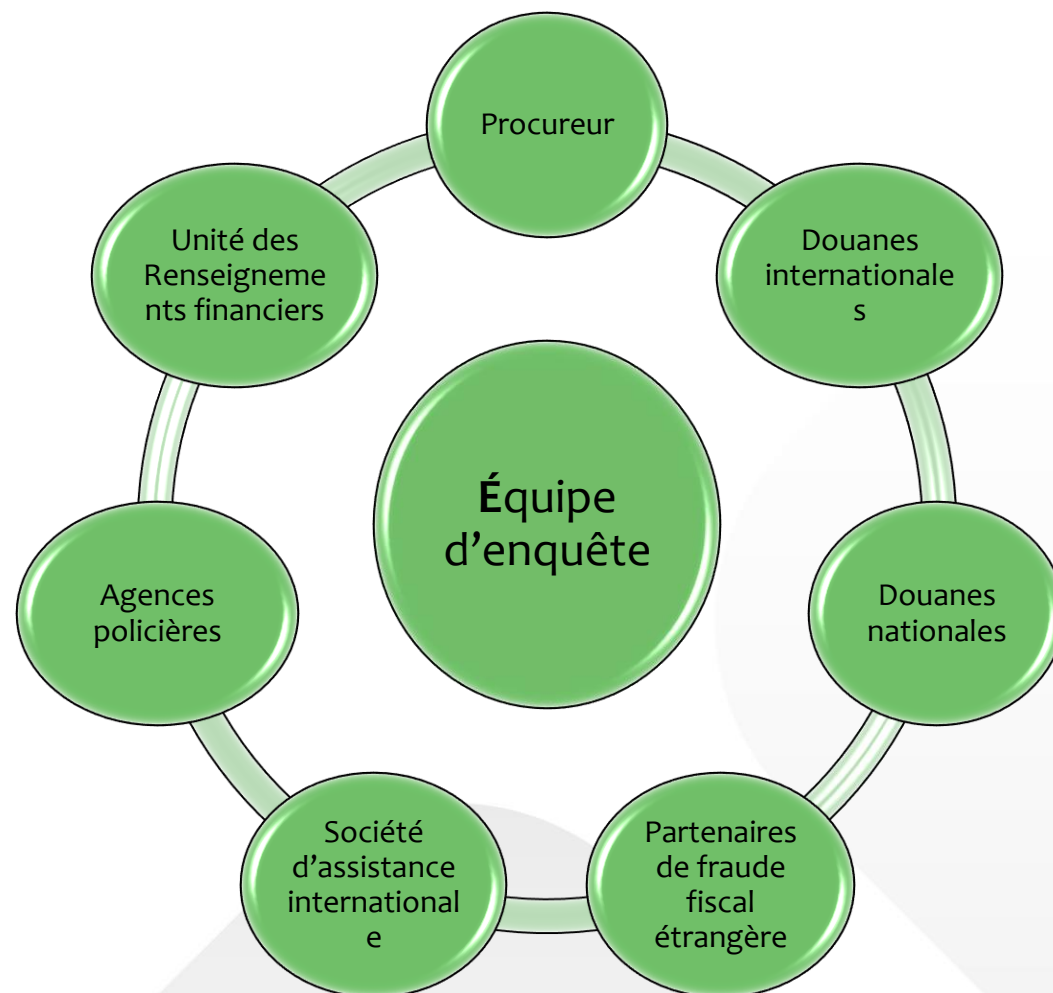 Procureur
Unité des
Renseigneme
nts financiers
Douanes
internationale
s
Équipe
d’enquête
Agences
policières
Douanes
nationales
Société
d’assistance
international
e
Partenaires
de fraude
fiscal
étrangère